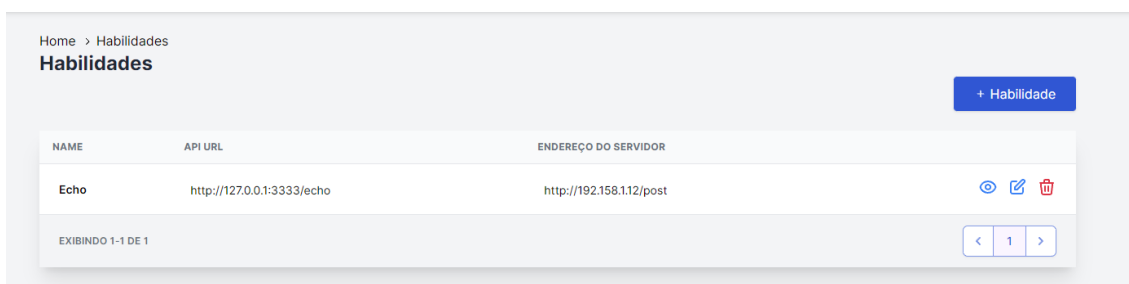 Home > Habilidades
Habilidades
+ Habilidade
NAME API URL ENDEREÇO DO SERVIDOR
Echo http://127.0.0.1:3333/echo http://192.158.1.12/post
EXIBINDO 1-1 DE 1 < 1 >